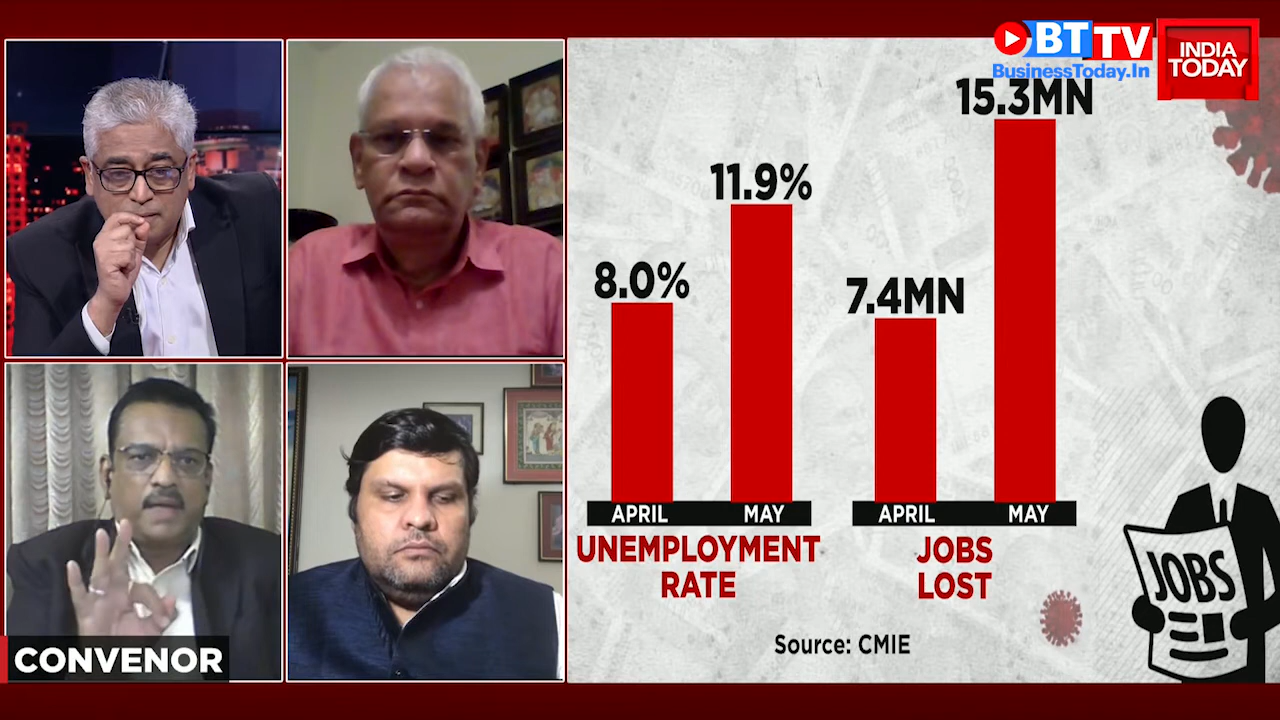 BTTV
BusinessToday.In
INDIA
TODAY
15.3MN
11.9%
8.0%
7.4MN
APRIL
MAY
APRIL
MAY
UNEMPLOYMENT
RATE
JOBS
LOST
JOBS
Source: CMIE
CONVENOR